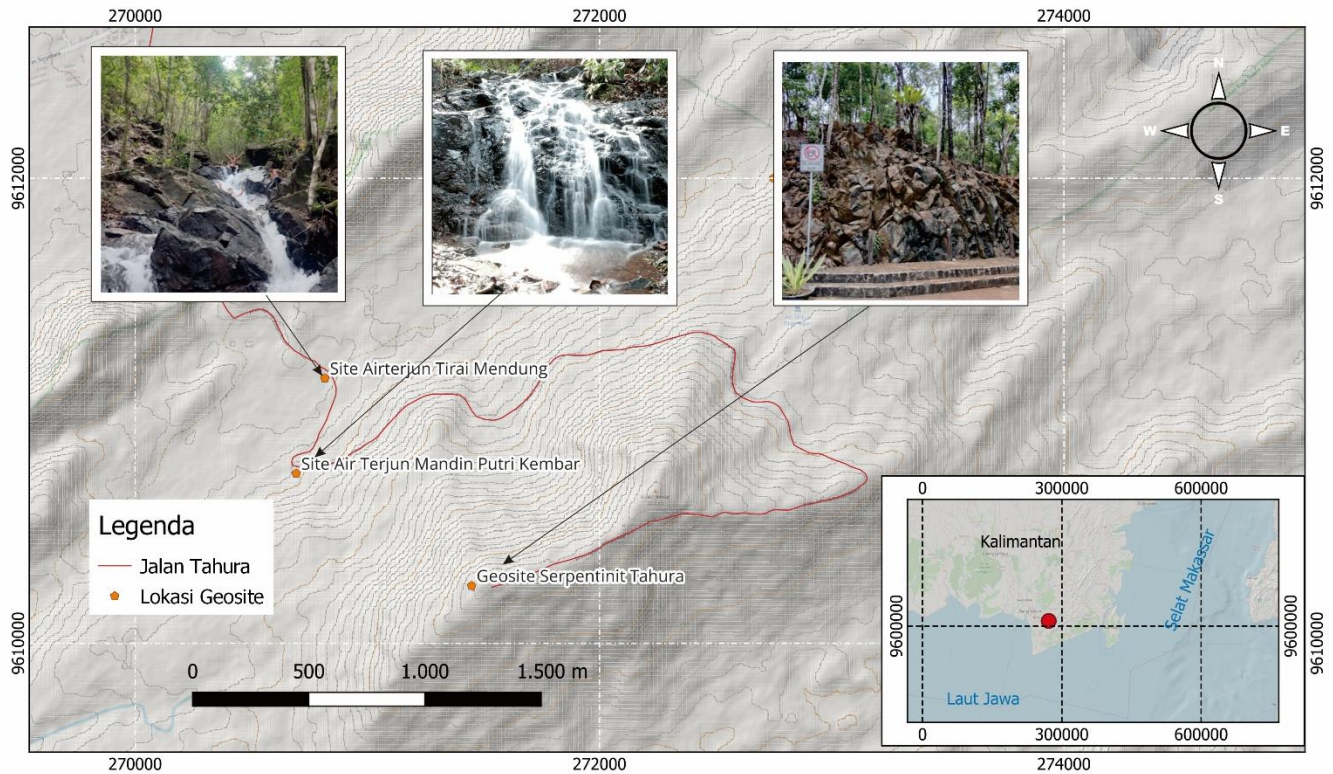 270000
272000
274000
N
W
E
S
9612000
9612000
Site Airterjun Tirai Mendung
Site Air Terjun Mandin Putri Kembar
Geosite Serpentinit Tahura
Legenda
Jalan Tahura
Lokasi Geosite
0
500
1.000
1.500 m
9610000
9610000
0
300000
600000
Kalimantan
Selat Makassar
9600000
9600000
Laut Jawa
0
300000
600000
270000
272000
274000